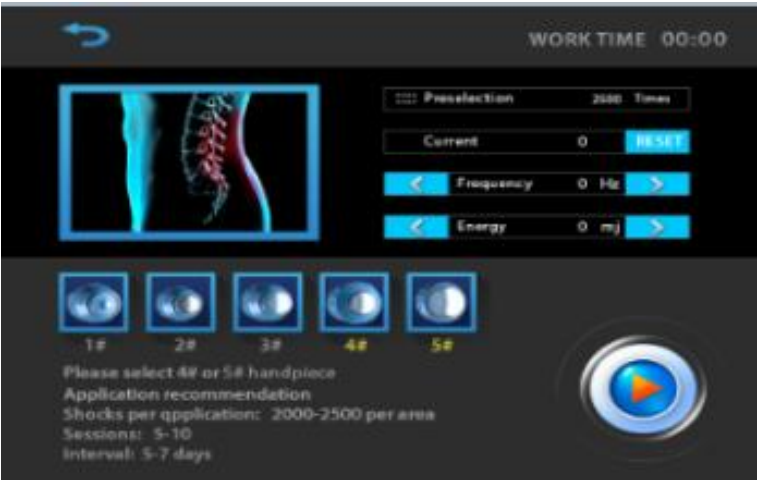 WORK TIME 00:00
Preselection 2500 Times
Current 0 RESET
Frequency 0 Hz
Energy 0 mj
1# 2# 3# 4# 5#
Please select 4# or 5# handpiece
Application recommendation
Shocks per qpplication: 2000-2500 per area
Sessions: 5-10
Interval: 5-7 days